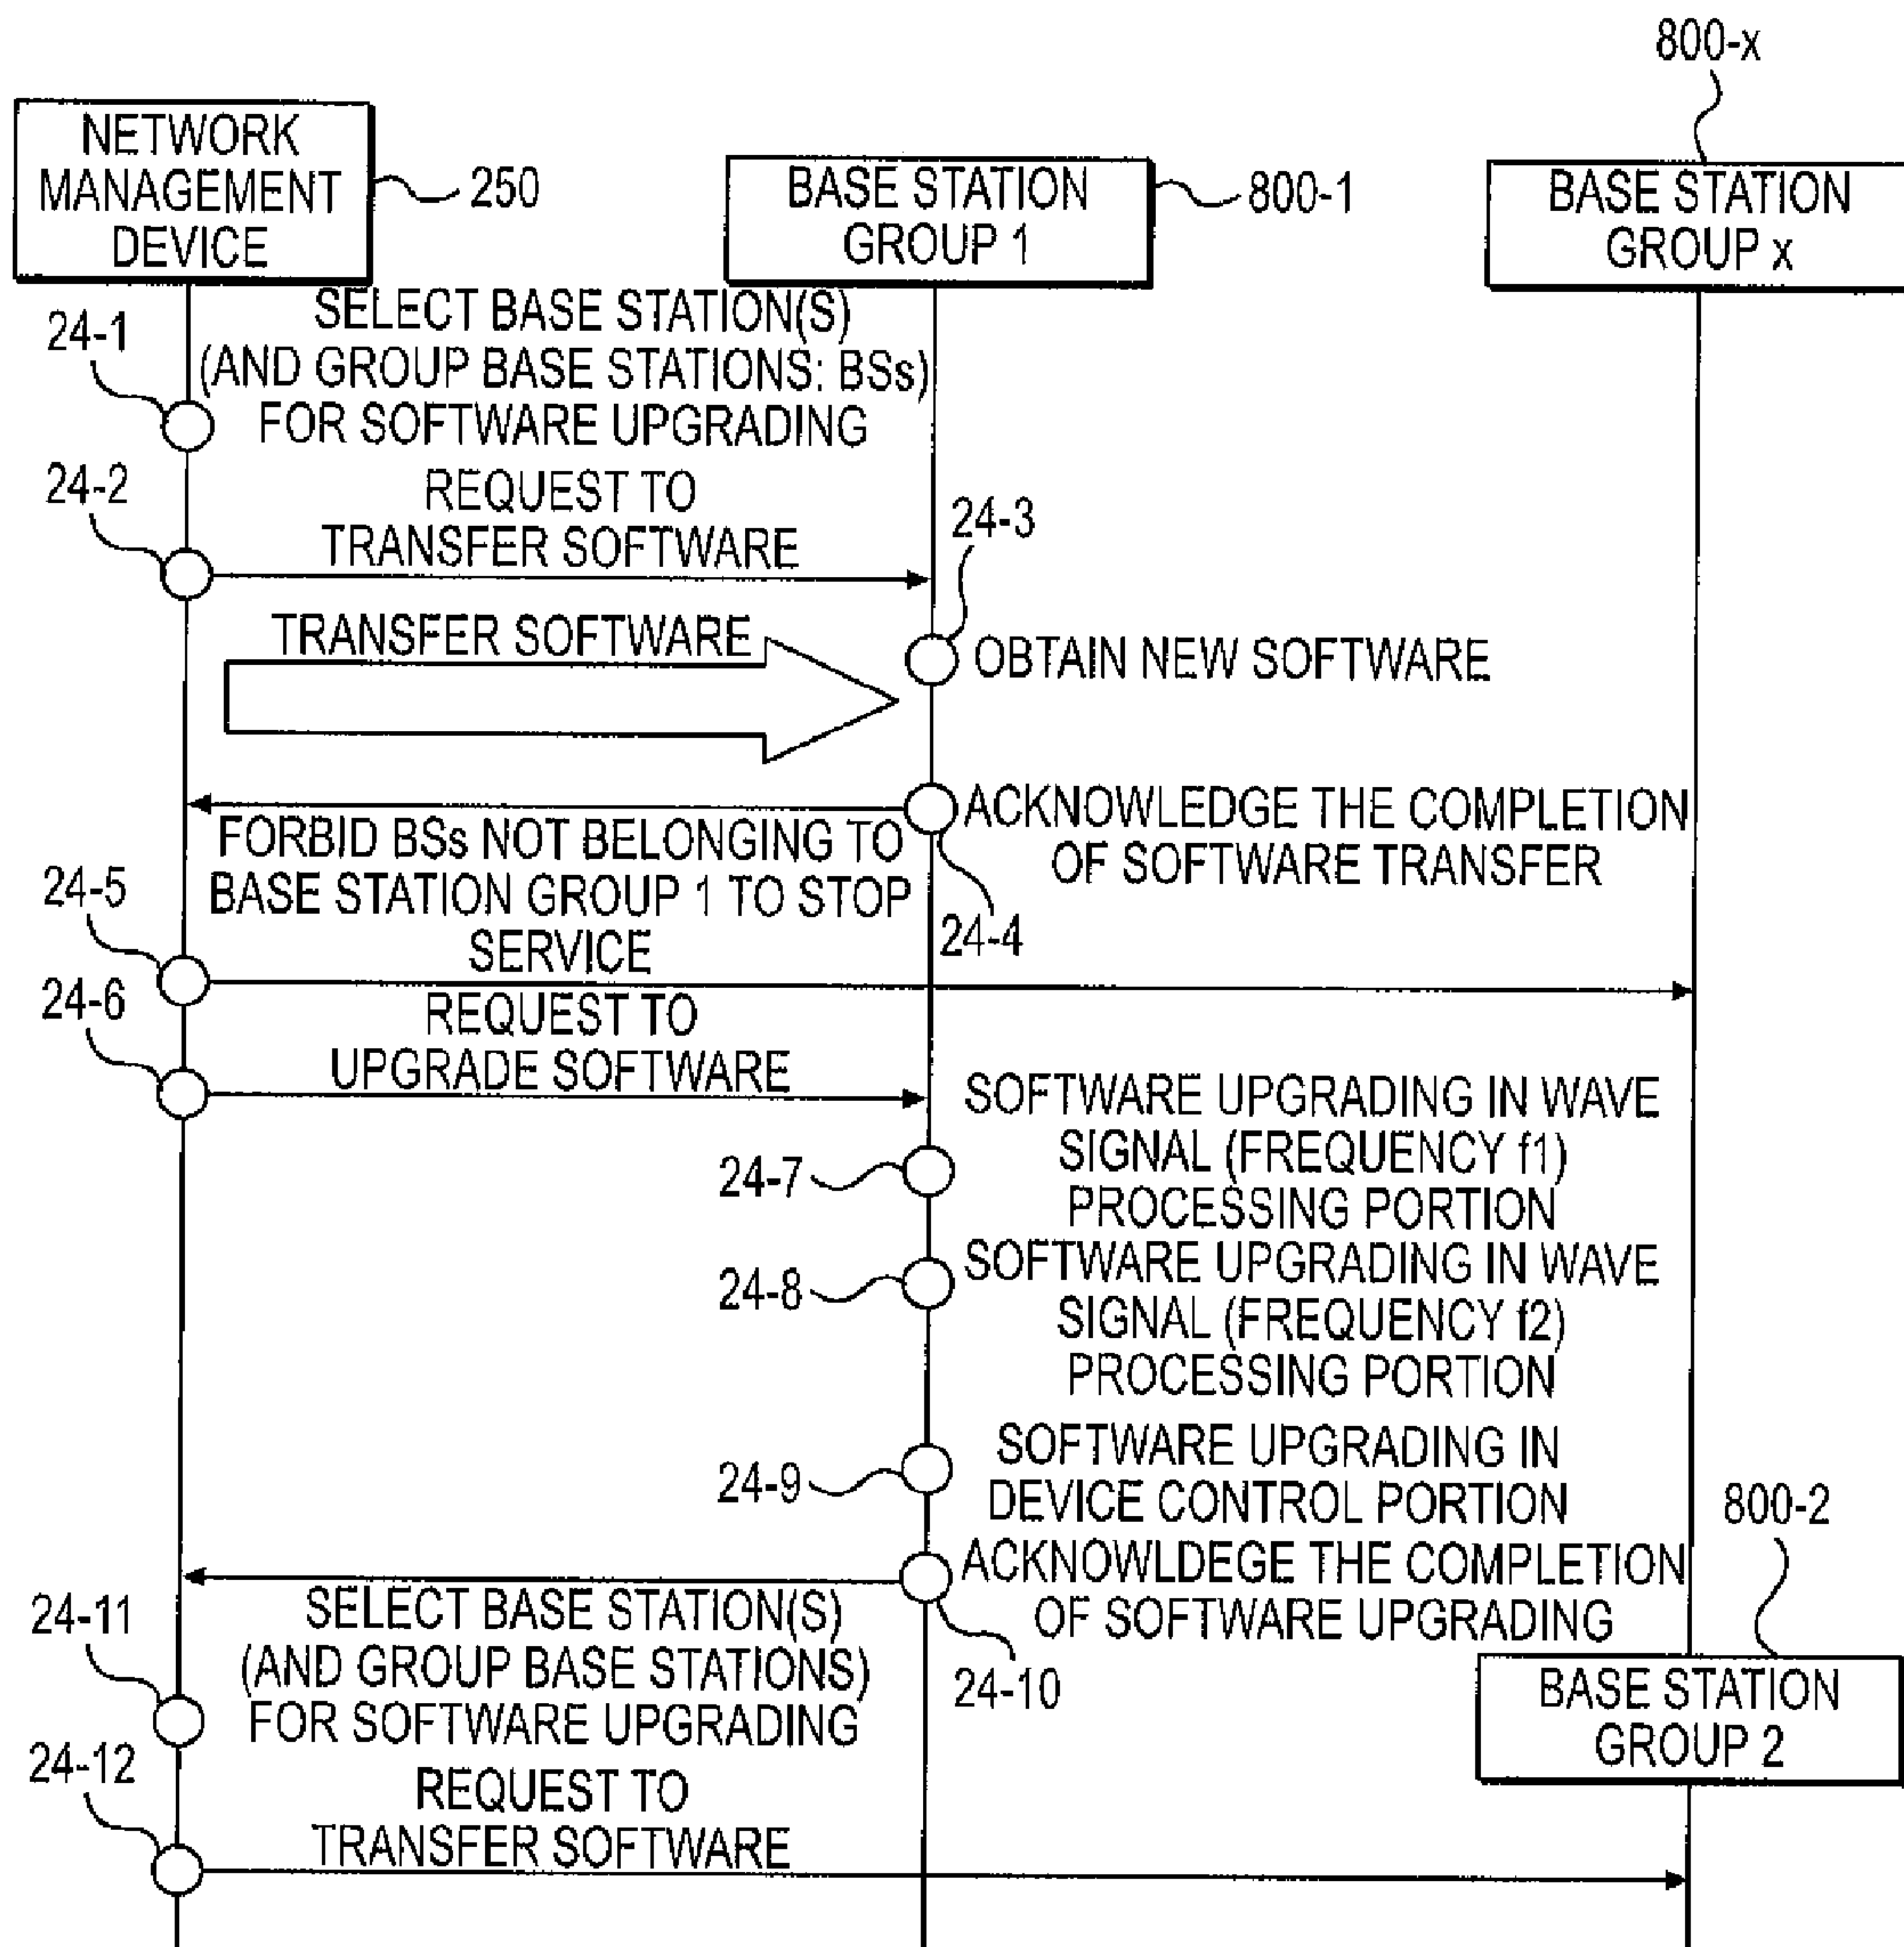 800-x
NETWORK
MANAGEMENT
DEVICE
250
BASE STATION
GROUP 1
800-1
BASE STATION
GROUP x
24-1
SELECT BASE STATION(S)
(AND GROUP BASE STATIONS: BSs)
FOR SOFTWARE UPGRADING
24-2
REQUEST TO
TRANSFER SOFTWARE
24-3
TRANSFER SOFTWARE
OBTAIN NEW SOFTWARE
ACKNOWLEDGE THE COMPLETION
OF SOFTWARE TRANSFER
24-4
FORBID BSs NOT BELONGING TO
BASE STATION GROUP 1 TO STOP
SERVICE
24-5
24-6
REQUEST TO
UPGRADE SOFTWARE
24-7
SOFTWARE UPGRADING IN WAVE
SIGNAL (FREQUENCY f1)
PROCESSING PORTION
24-8
SOFTWARE UPGRADING IN WAVE
SIGNAL (FREQUENCY f2)
PROCESSING PORTION
24-9
SOFTWARE UPGRADING IN
DEVICE CONTROL PORTION
800-2
ACKNOWLDEGE THE COMPLETION
OF SOFTWARE UPGRADING
24-10
24-11
SELECT BASE STATION(S)
(AND GROUP BASE STATIONS)
FOR SOFTWARE UPGRADING
BASE STATION
GROUP 2
24-12
REQUEST TO
TRANSFER SOFTWARE